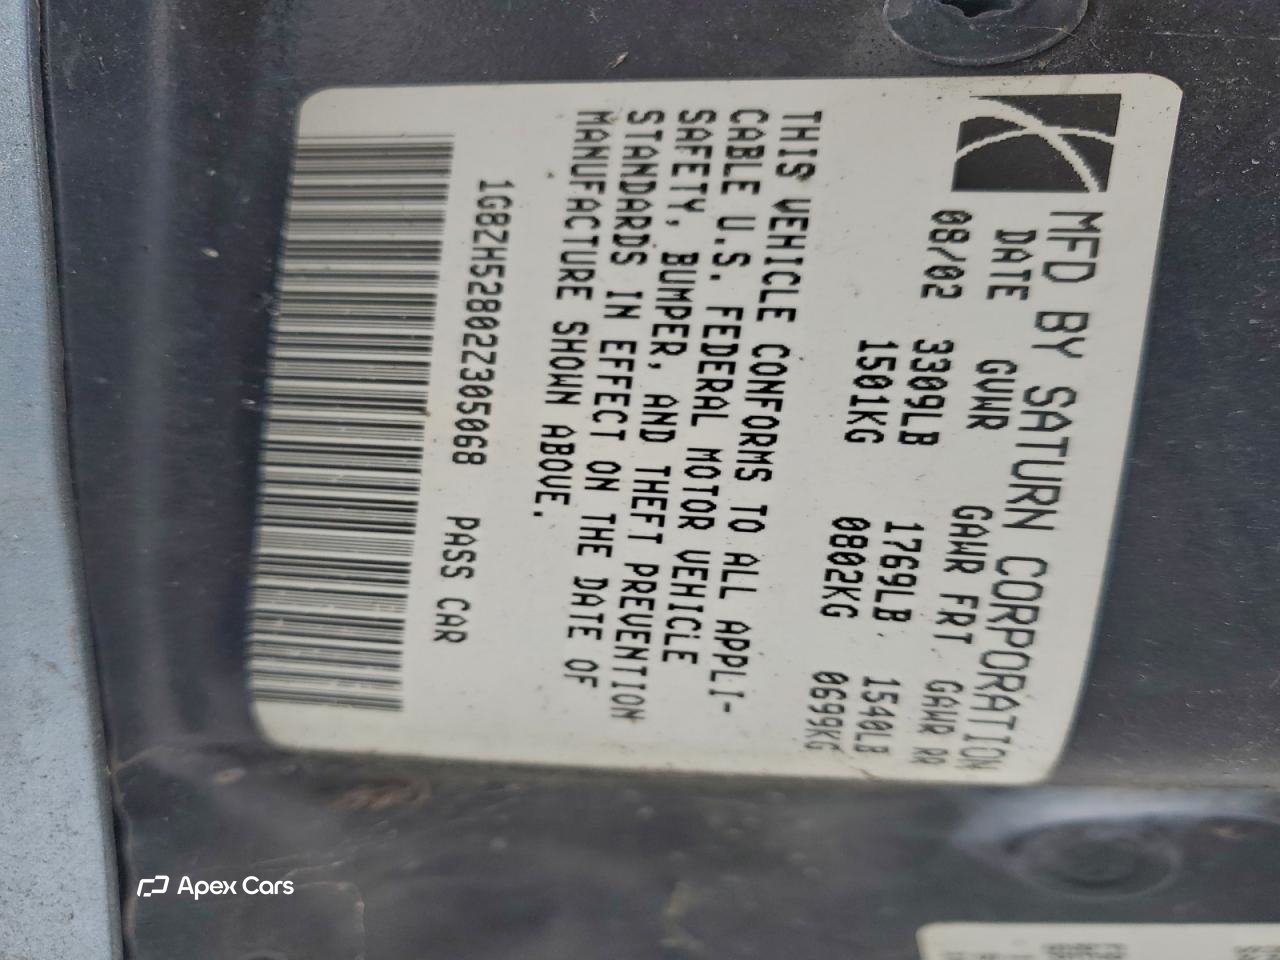 MFD BY SATURN CORPORATION
DATE GVWR GAWR FRT GAWR RR
08/02 3309LB 1769LB 1540LB
1501KG 0802KG 0699KG
THIS VEHICLE CONFORMS TO ALL APPLI-
CABLE U.S. FEDERAL MOTOR VEHICLE
SAFETY, BUMPER, AND THEFT PREVENTION
STANDARDS IN EFFECT ON THE DATE OF
MANUFACTURE SHOWN ABOVE.
1G8ZH52802Z305068 PASS CAR
Apex Cars